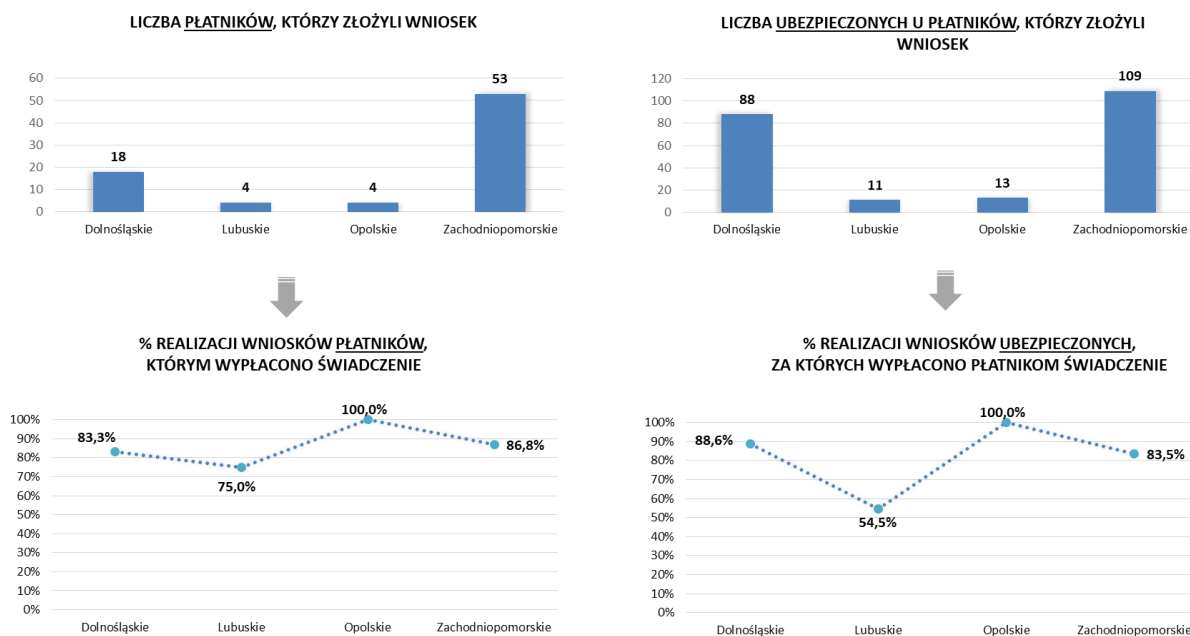 LICZBA PŁATNIKÓW, KTÓRZY ZŁOŻYLI WNIOSEK
60
50
40
30
20
10
0
18
4
4
53
Dolnośląskie
Lubuskie
Opolskie
Zachodniopomorskie
LICZBA UBEZPIECZONYCH U PŁATNIKÓW, KTÓRZY ZŁOŻYLI
WNIOSEK
120
100
80
60
40
20
0
88
11
13
109
Dolnośląskie
Lubuskie
Opolskie
Zachodniopomorskie
% REALIZACJI WNIOSKÓW PŁATNIKÓW,
KTÓRYM WYPŁACONO ŚWIADCZENIE
100%
90%
80%
70%
60%
50%
40%
30%
20%
10%
0%
83,3%
75,0%
100,0%
86,8%
Dolnośląskie
Lubuskie
Opolskie
Zachodniopomorskie
% REALIZACJI WNIOSKÓW UBEZPIECZONYCH,
ZA KTÓRYCH WYPŁACONO PŁATNIKOM ŚWIADCZENIE
100%
90%
80%
70%
60%
50%
40%
30%
20%
10%
0%
88,6%
54,5%
100,0%
83,5%
Dolnośląskie
Lubuskie
Opolskie
Zachodniopomorskie